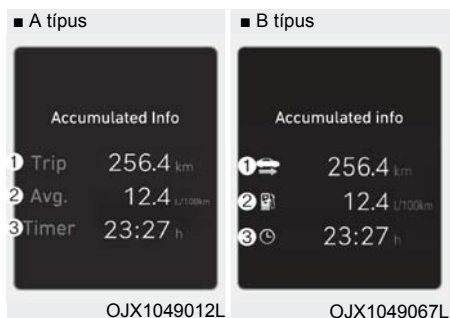 ■ A típus
Accumulated Info
1 Trip 256.4 km
2 Avg. 12.4 L/100km
3 Timer 23:27 h
OJX1049012L
■ B típus
Accumulated info
1 256.4 km
2 12.4 L/100km
3 23:27 h
OJX1049067L